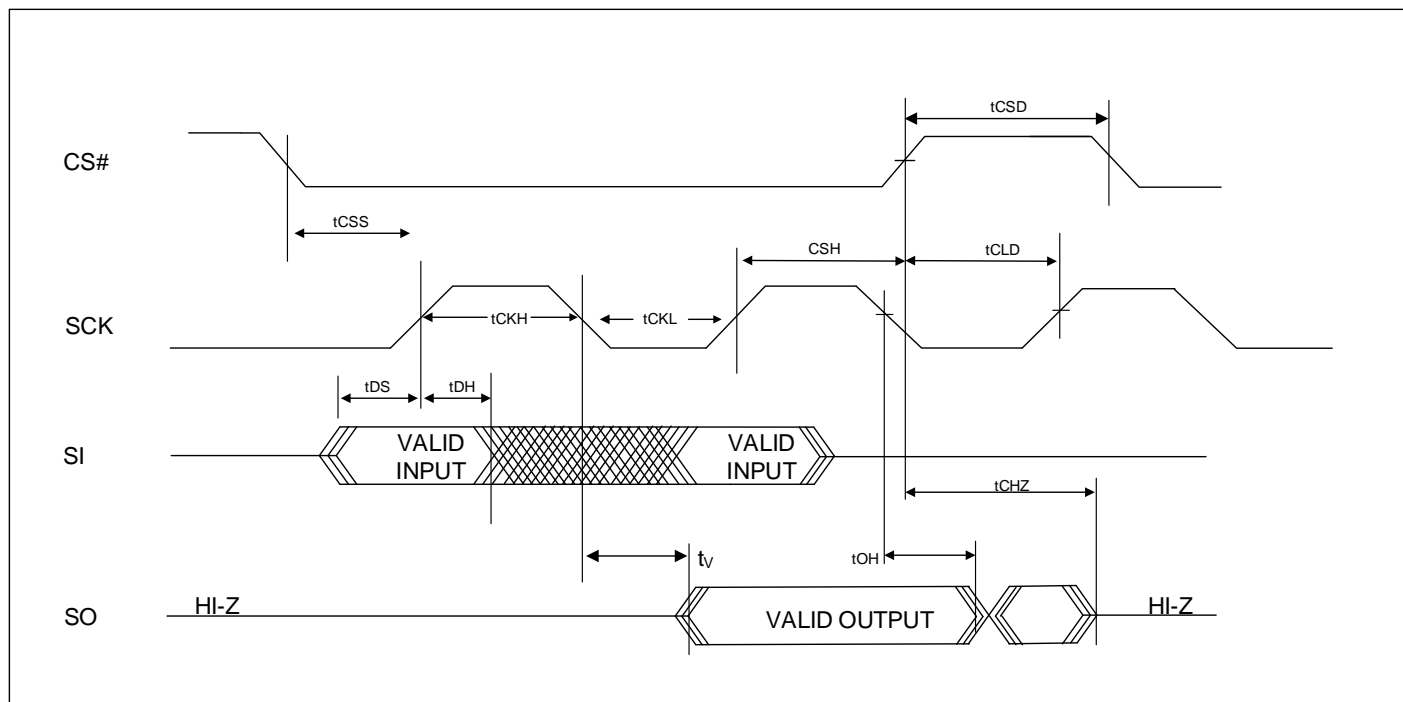 tCSD
CS#
tCSS
CSH
tCLD
SCK
tCKH
tCKL
tDS
tDH
SI
VALID
INPUT
VALID
INPUT
tCHZ
tV
tOH
SO
HI-Z
VALID OUTPUT
HI-Z